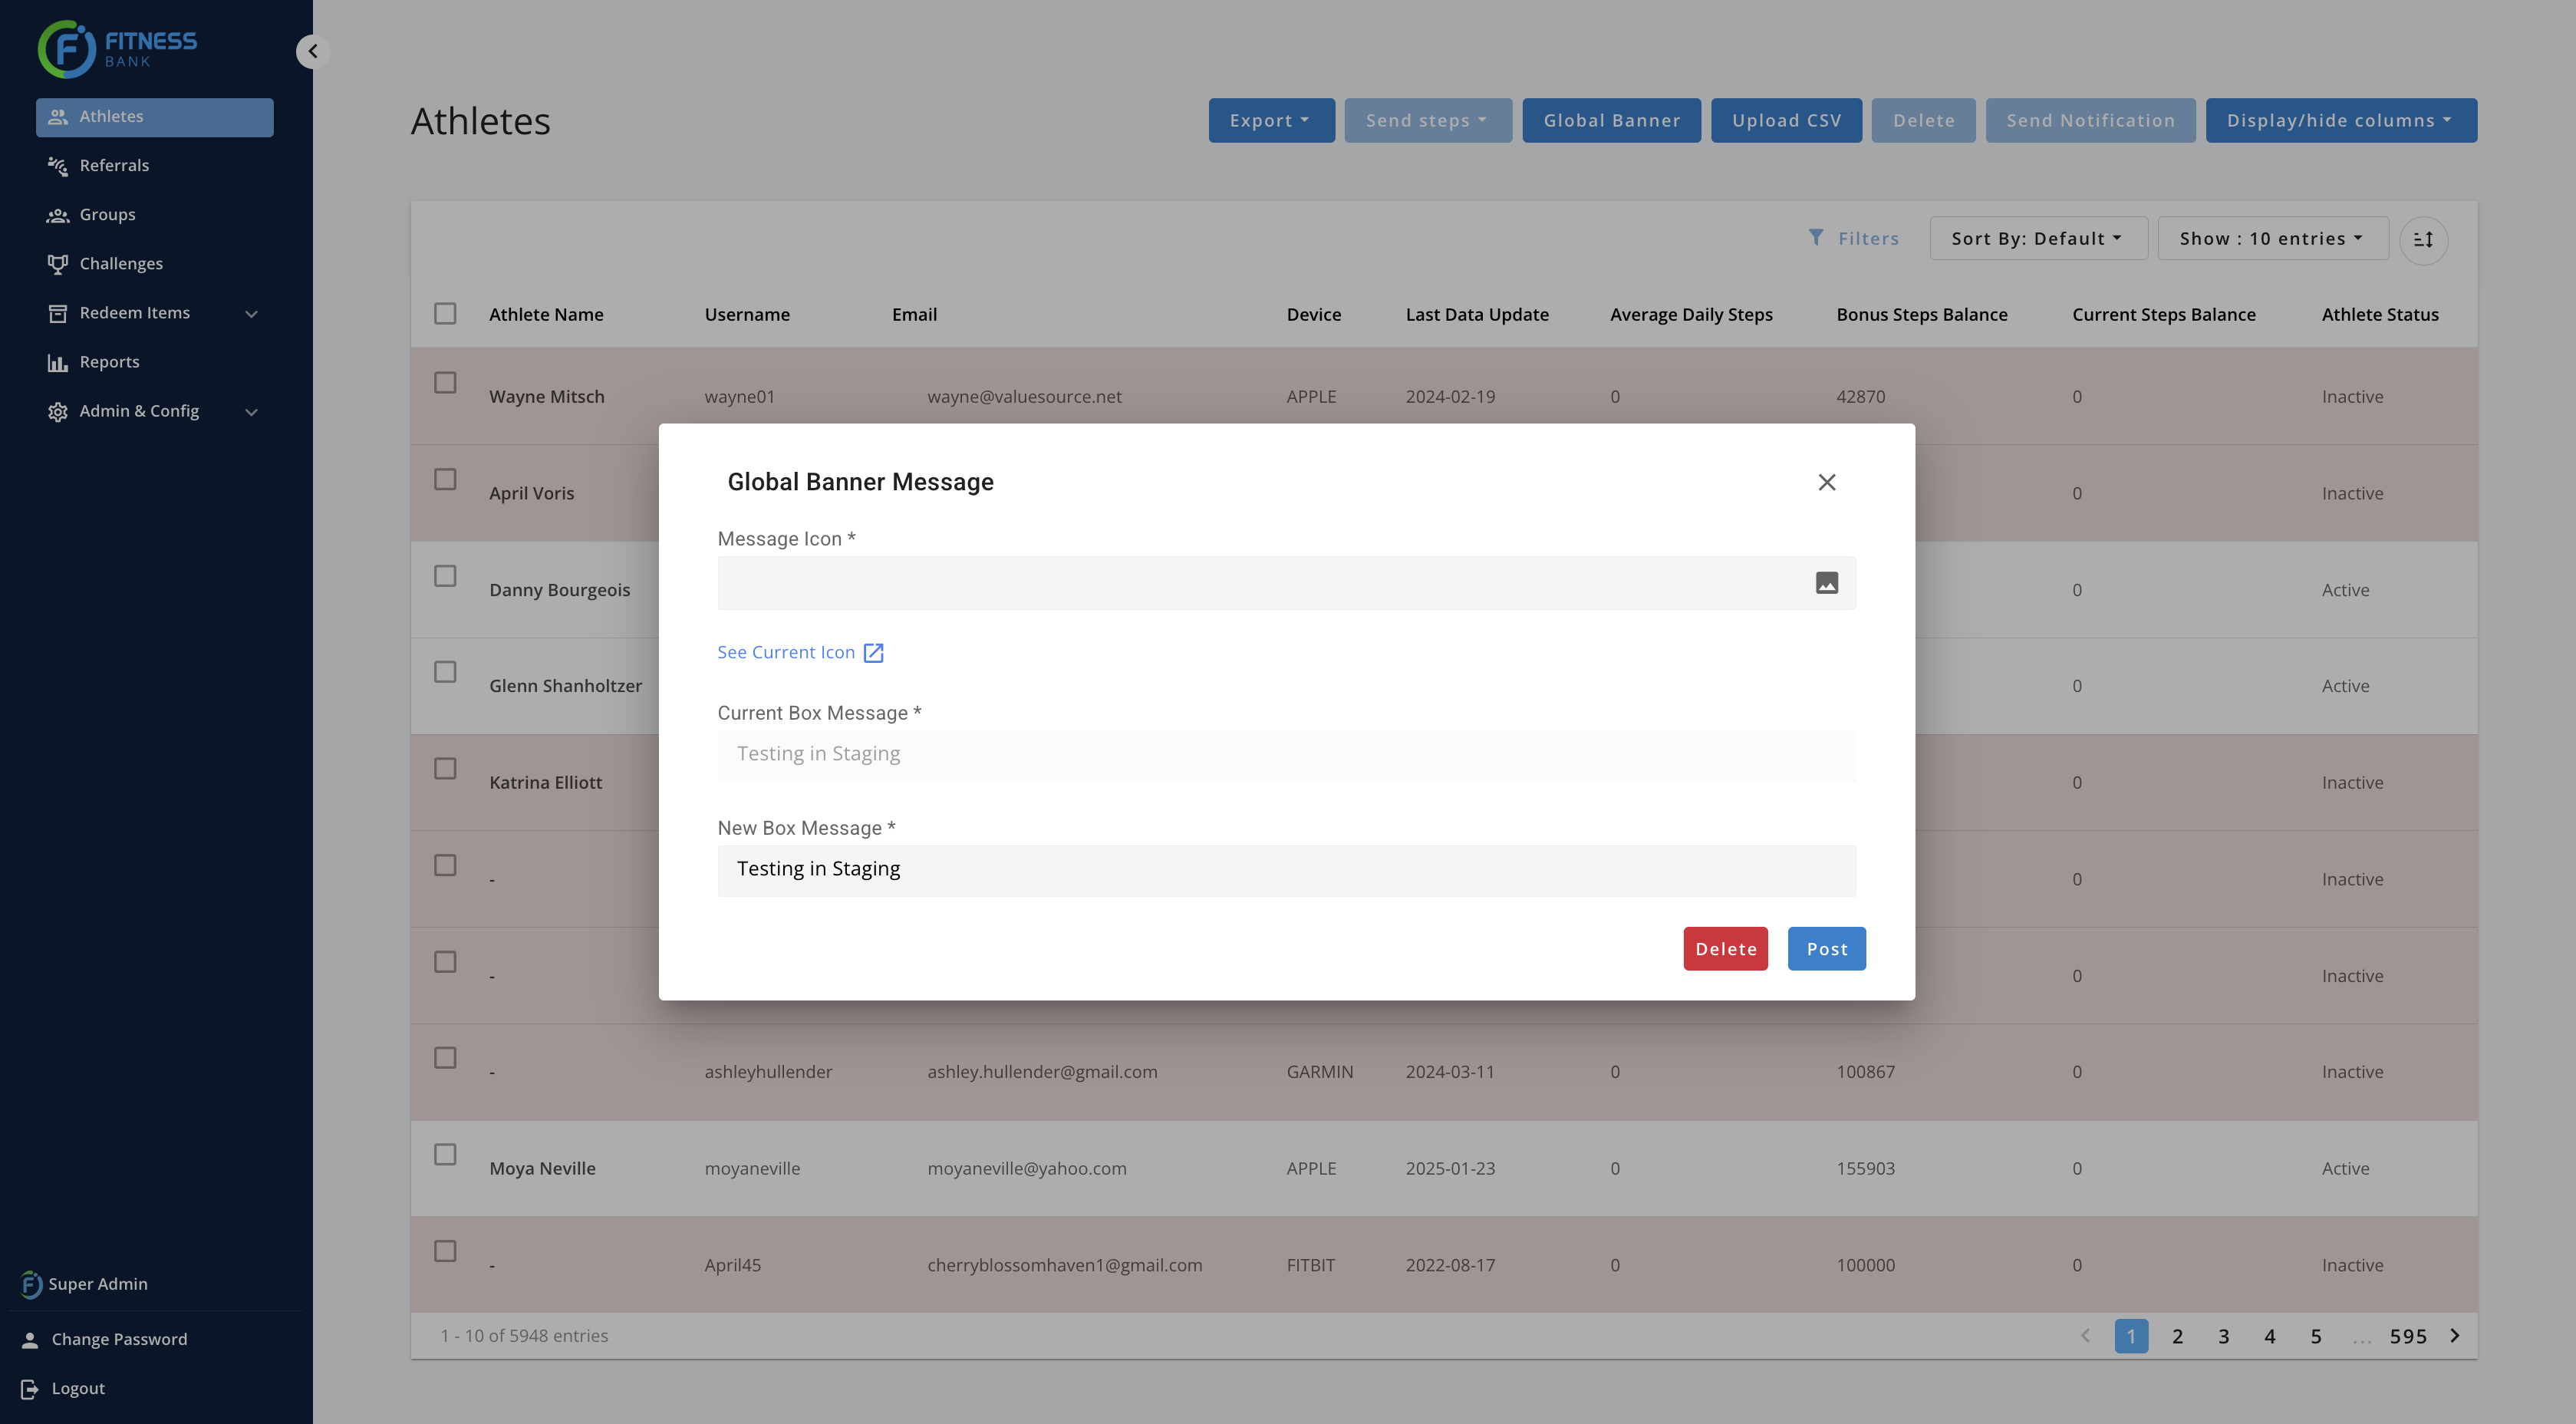 FITNESS
BANK
Athletes
Referrals
Groups
Challenges
Redeem Items
Reports
Admin & Config
Super Admin
Change Password
Logout
Athletes
Export
Send steps
Global Banner
Upload CSV
Delete
Send Notification
Display/hide columns
Filters
Sort By: Default
Show : 10 entries
Athlete Name Username Email Device Last Data Update Average Daily Steps Bonus Steps Balance Current Steps Balance Athlete Status
Wayne Mitsch wayne01 wayne@valuesource.net APPLE 2024-02-19 0 42870 0 Inactive
April Voris 0 Inactive
Danny Bourgeois 0 Active
Glenn Shanholtzer 0 Active
Katrina Elliott 0 Inactive
- 0 Inactive
- 0 Inactive
- ashleyhullender ashley.hullender@gmail.com GARMIN 2024-03-11 0 100867 0 Inactive
Moya Neville moyaneville moyaneville@yahoo.com APPLE 2025-01-23 0 155903 0 Active
- April45 cherryblossomhaven1@gmail.com FITBIT 2022-08-17 0 100000 0 Inactive
1 - 10 of 5948 entries
1 2 3 4 5 ... 595
Global Banner Message
Message Icon *
See Current Icon
Current Box Message *
Testing in Staging
New Box Message *
Testing in Staging
Delete
Post